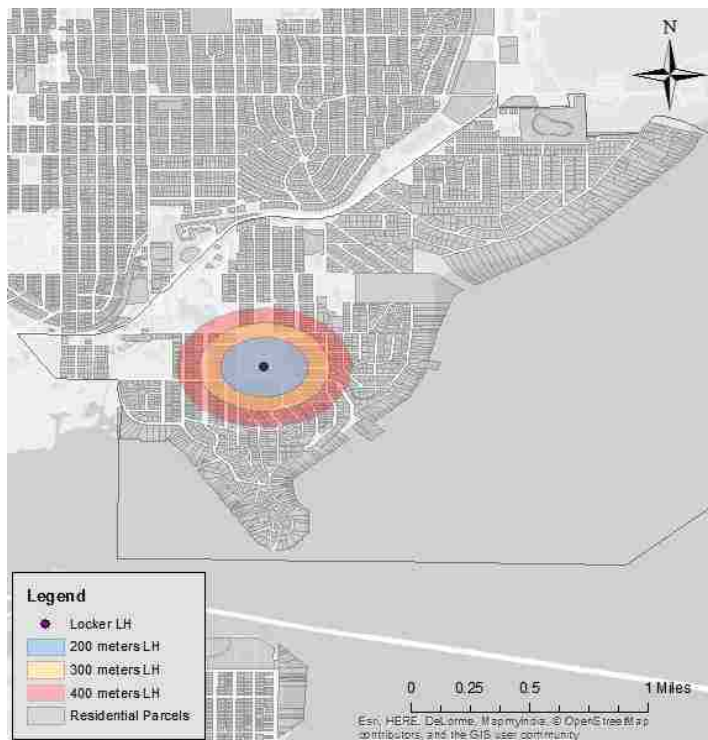 N
Legend
Locker LH
200 meters LH
300 meters LH
400 meters LH
Residential Parcels
0 0.25 0.5 1 Miles
Esri, HERE, DeLorme, MapmyIndia, © OpenStreetMap
contributors, and the GIS user community